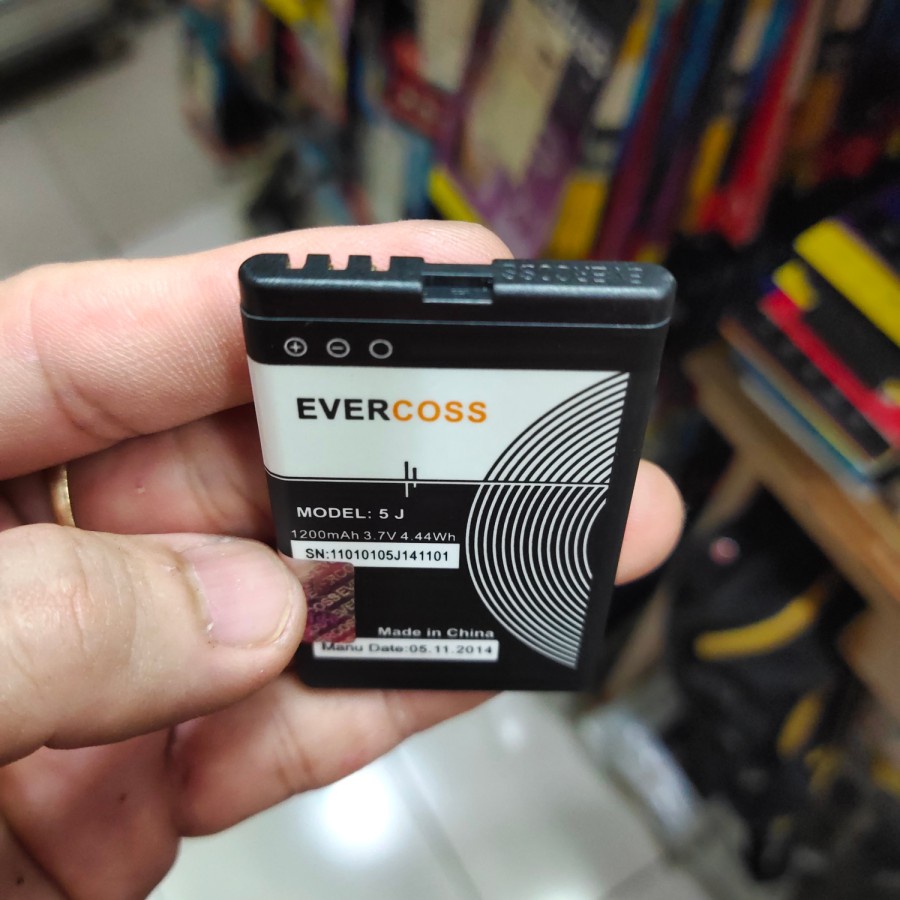 EVERCOSS
EVERCOSS
MODEL: 5 J
1200mAh 3.7V 4.44Wh
SN:11010105J141101
Made in China
Manu Date:05.11.2014